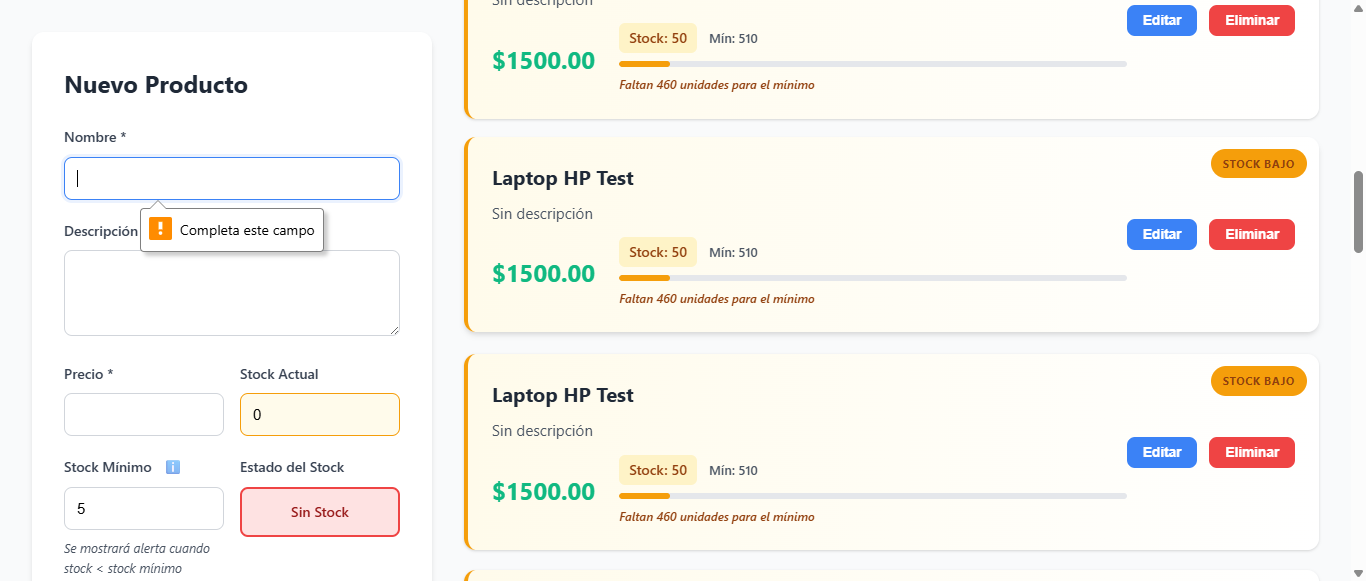 Nuevo Producto
Nombre *
Completa este campo
Descripción
Precio *
Stock Actual
0
Stock Mínimo
Estado del Stock
5
Sin Stock
Se mostrará alerta cuando
stock < stock mínimo
Sin descripción
Editar
Eliminar
$1500.00
Stock: 50
Mín: 510
Faltan 460 unidades para el mínimo
STOCK BAJO
Laptop HP Test
Sin descripción
Editar
Eliminar
$1500.00
Stock: 50
Mín: 510
Faltan 460 unidades para el mínimo
STOCK BAJO
Laptop HP Test
Sin descripción
Editar
Eliminar
$1500.00
Stock: 50
Mín: 510
Faltan 460 unidades para el mínimo